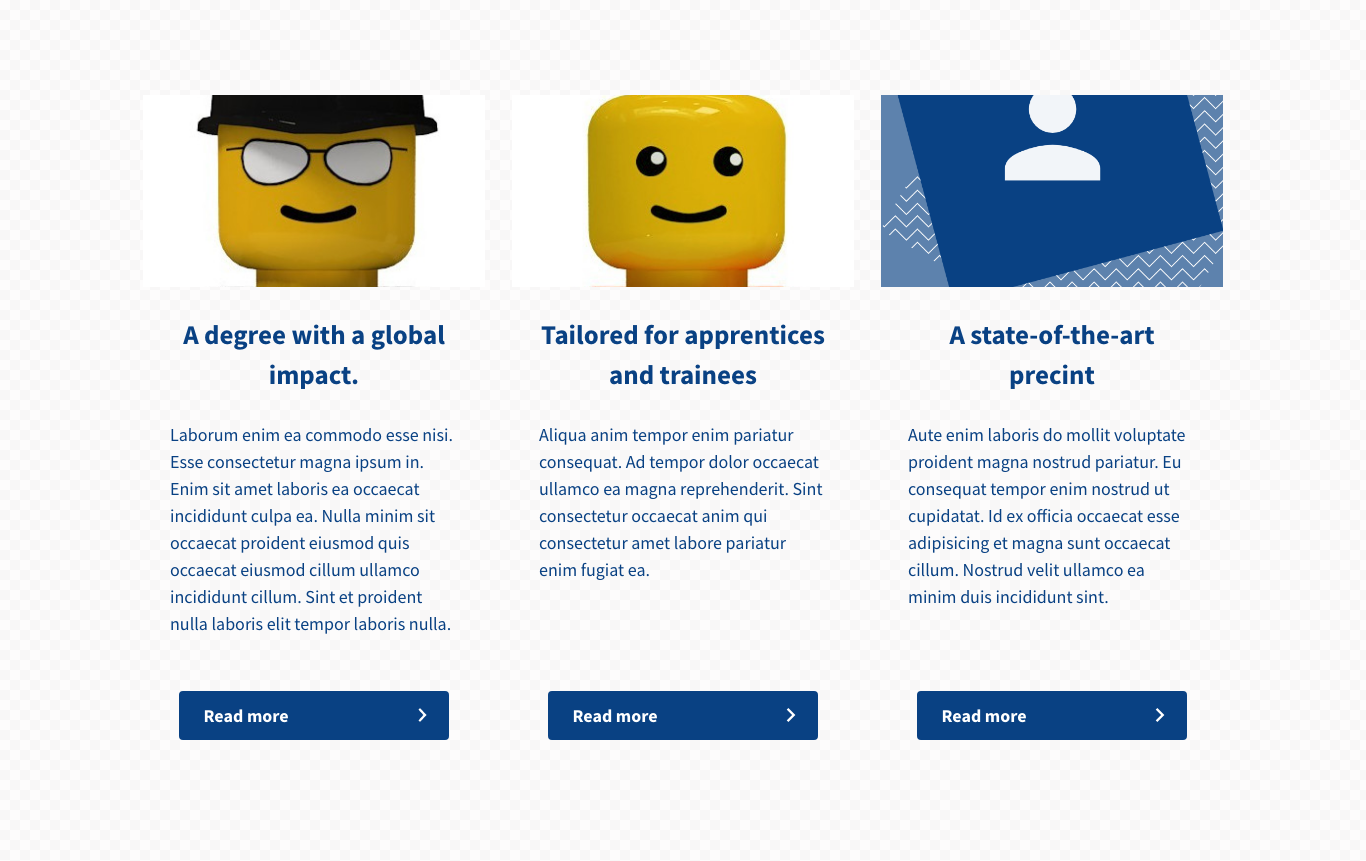 A degree with a global
impact.
Laborum enim ea commodo esse nisi.
Esse consectetur magna ipsum in.
Enim sit amet laboris ea occaecat
incididunt culpa ea. Nulla minim sit
occaecat proident eiusmod quis
occaecat eiusmod cillum ullamco
incididunt cillum. Sint et proident
nulla laboris elit tempor laboris nulla.
Read more
Tailored for apprentices
and trainees
Aliqua anim tempor enim pariatur
consequat. Ad tempor dolor occaecat
ullamco ea magna reprehenderit. Sint
consectetur occaecat anim qui
consectetur amet labore pariatur
enim fugiat ea.
Read more
A state-of-the-art
precint
Aute enim laboris do mollit voluptate
proident magna nostrud pariatur. Eu
consequat tempor enim nostrud ut
cupidatat. Id ex officia occaecat esse
adipisicing et magna sunt occaecat
cillum. Nostrud velit ullamco ea
minim duis incididunt sint.
Read more